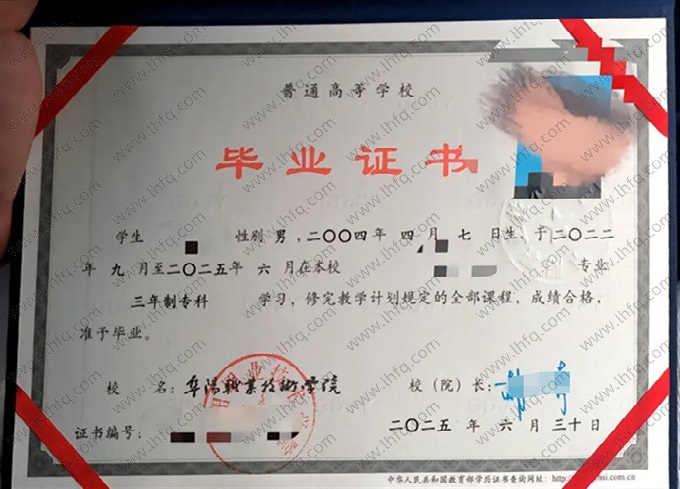 普通高等学校
毕业证书
学生 性别 男，二〇〇四年 四 月 七 日生，于二〇二二
年 九 月至二〇二五年 六 月在本校 专业
三年制专科 学习，修完教学计划规定的全部课程，成绩合格，
准予毕业。
校 名：阜阳职业技术学院 校（院）长：
证书编号： 二〇二五年 六 月 三十日
中华人民共和国教育部学历证书查询网址：http://
www.lhfq.com